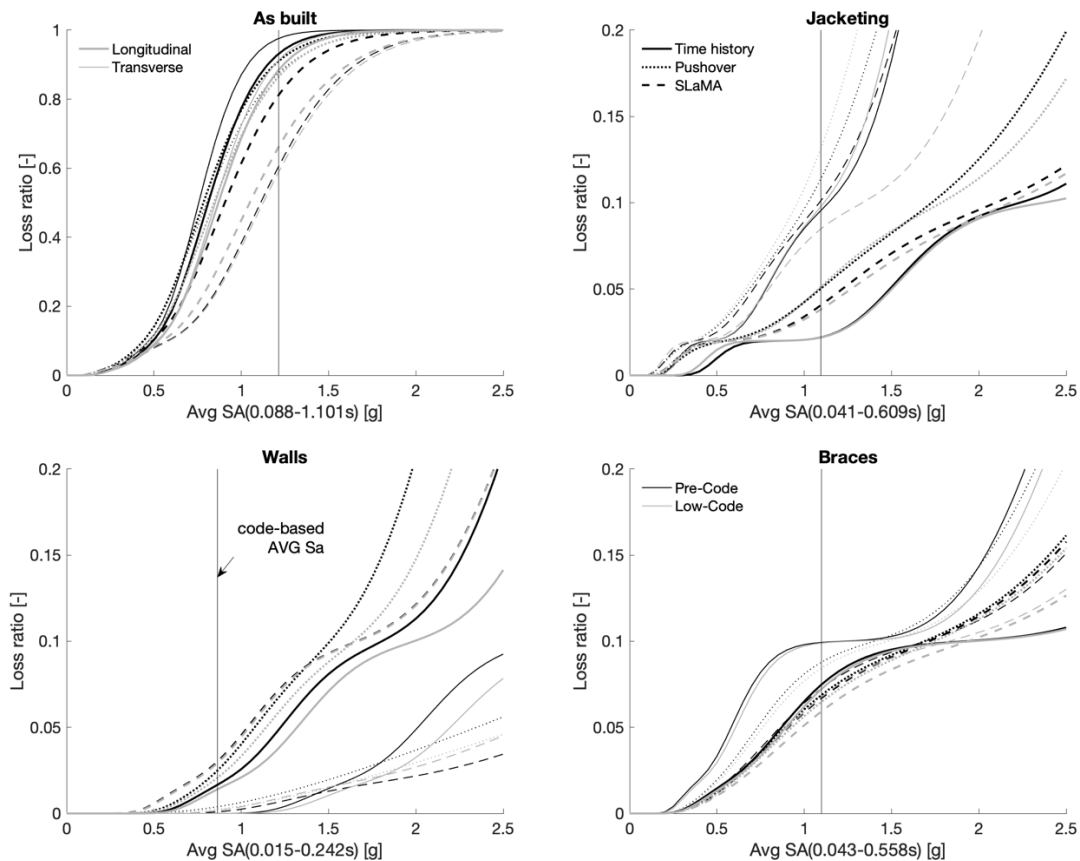 As built
1
0.8
0.6
0.4
0.2
0
Loss ratio [-]
Longitudinal
Transverse
0 0.5 1 1.5 2 2.5
Avg SA(0.088-1.101s) [g]
Jacketing
0.2
0.15
0.1
0.05
0
Loss ratio [-]
Time history
Pushover
SLaMA
0 0.5 1 1.5 2 2.5
Avg SA(0.041-0.609s) [g]
Walls
0.2
0.15
0.1
0.05
0
Loss ratio [-]
code-based
AVG Sa
0 0.5 1 1.5 2 2.5
Avg SA(0.015-0.242s) [g]
Braces
0.2
0.15
0.1
0.05
0
Loss ratio [-]
Pre-Code
Low-Code
0 0.5 1 1.5 2 2.5
Avg SA(0.043-0.558s) [g]